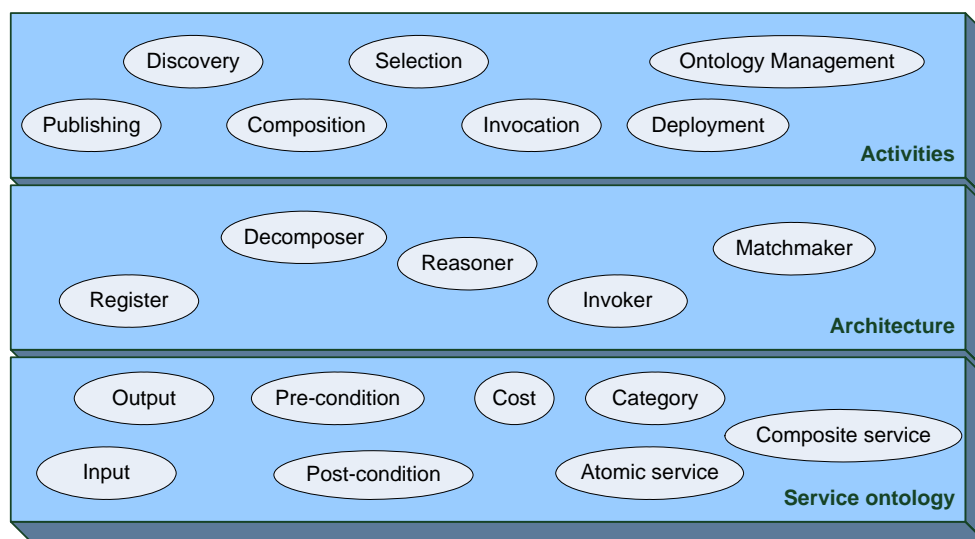 Discovery
Selection
Ontology Management
Publishing
Composition
Invocation
Deployment
Activities
Decomposer
Reasoner
Matchmaker
Register
Invoker
Architecture
Output
Pre-condition
Cost
Category
Composite service
Input
Post-condition
Atomic service
Service ontology